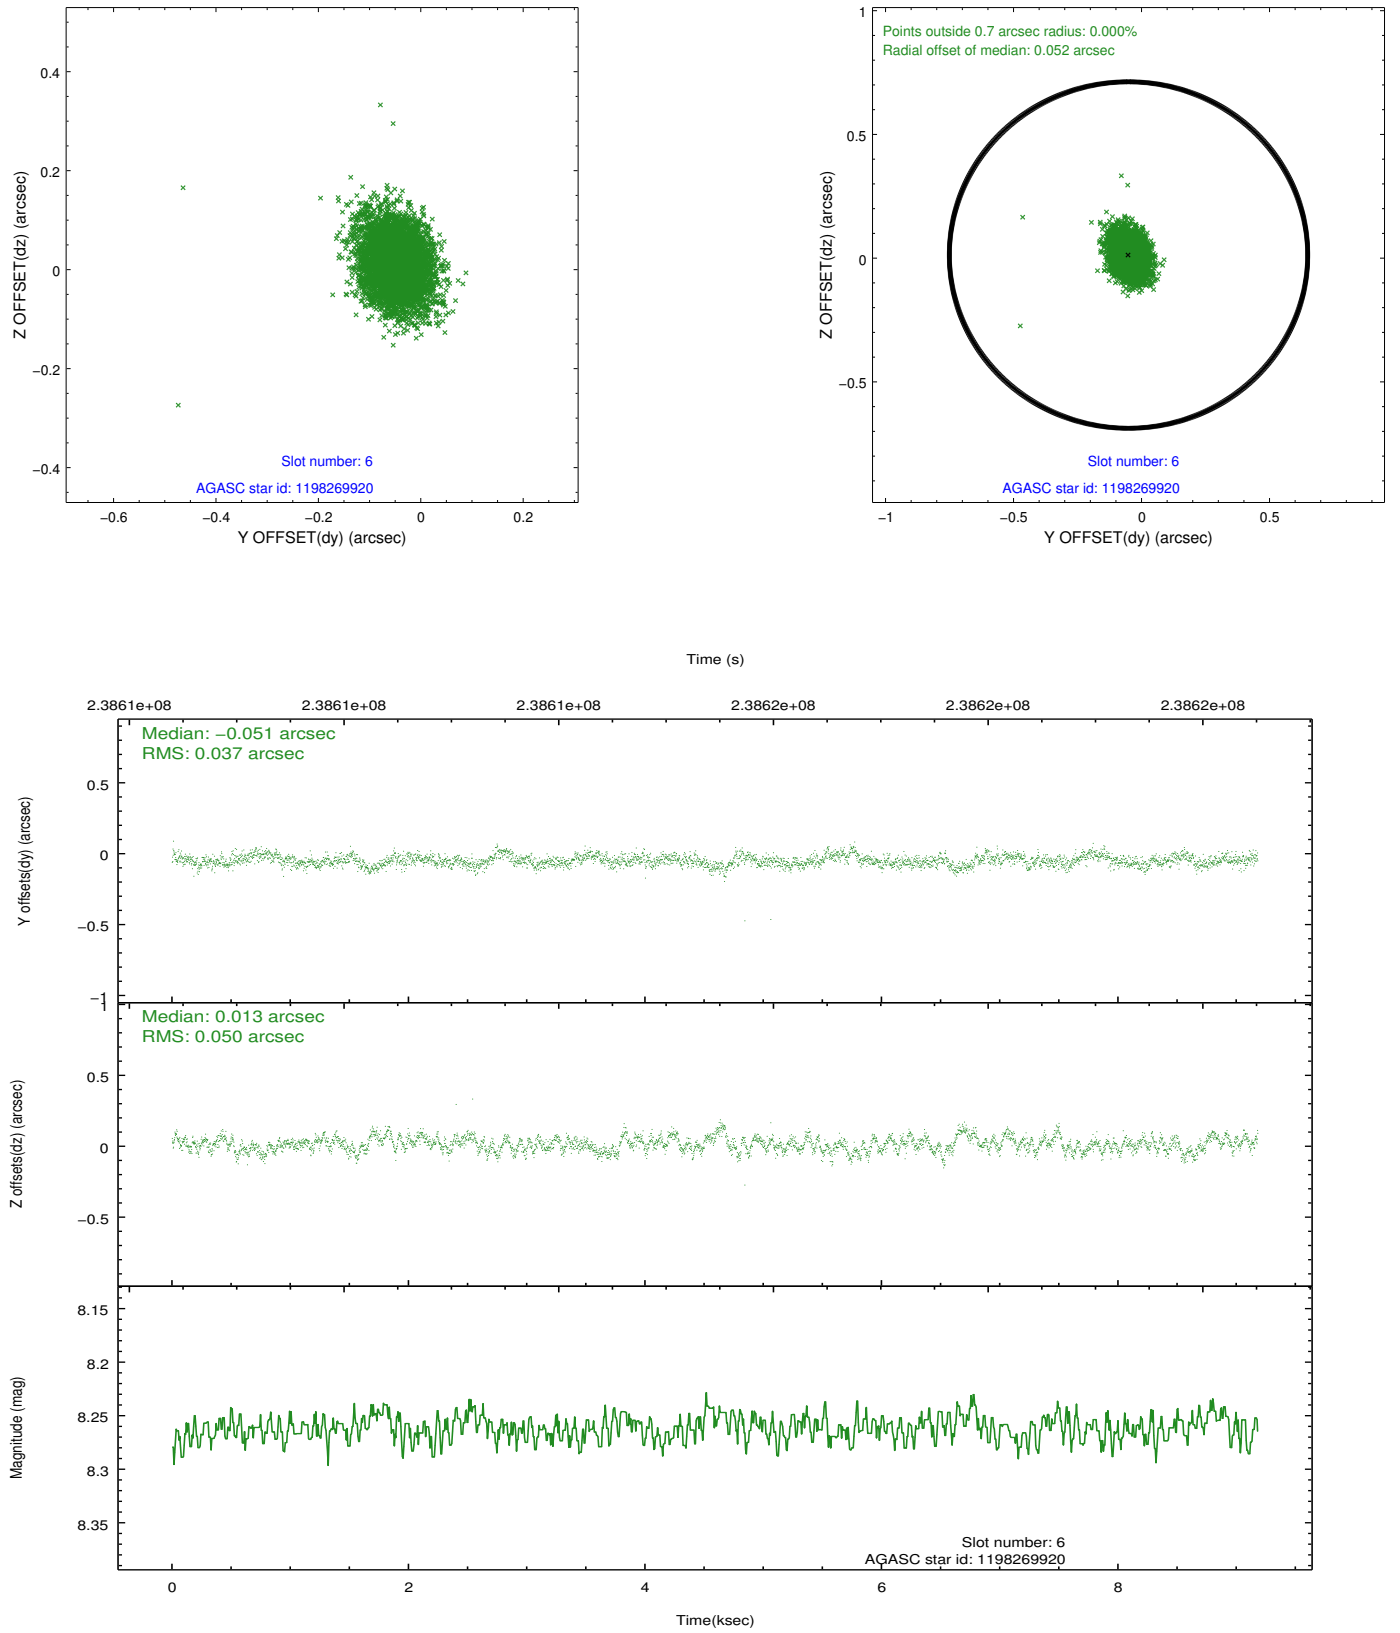 0.4
0.2
0
−0.2
−0.4
Z OFFSET(dz) (arcsec)
Slot number: 6
AGASC star id: 1198269920
−0.6
−0.4
−0.2
0
0.2
Y OFFSET(dy) (arcsec)
Points outside 0.7 arcsec radius: 0.000%
Radial offset of median: 0.052 arcsec
1
0.5
0
−0.5
Z OFFSET(dz) (arcsec)
Slot number: 6
AGASC star id: 1198269920
−1
−0.5
0
0.5
Y OFFSET(dy) (arcsec)
Time (s)
2.3861e+08
2.3861e+08
2.3861e+08
2.3862e+08
2.3862e+08
2.3862e+08
Median: −0.051 arcsec
RMS: 0.037 arcsec
0.5
0
−0.5
−1
Y offsets(dy) (arcsec)
Median: 0.013 arcsec
RMS: 0.050 arcsec
1
0.5
0
−0.5
Z offsets(dz) (arcsec)
8.15
8.2
8.25
8.3
8.35
Magnitude (mag)
Slot number: 6
AGASC star id: 1198269920
0
2
4
6
8
Time(ksec)